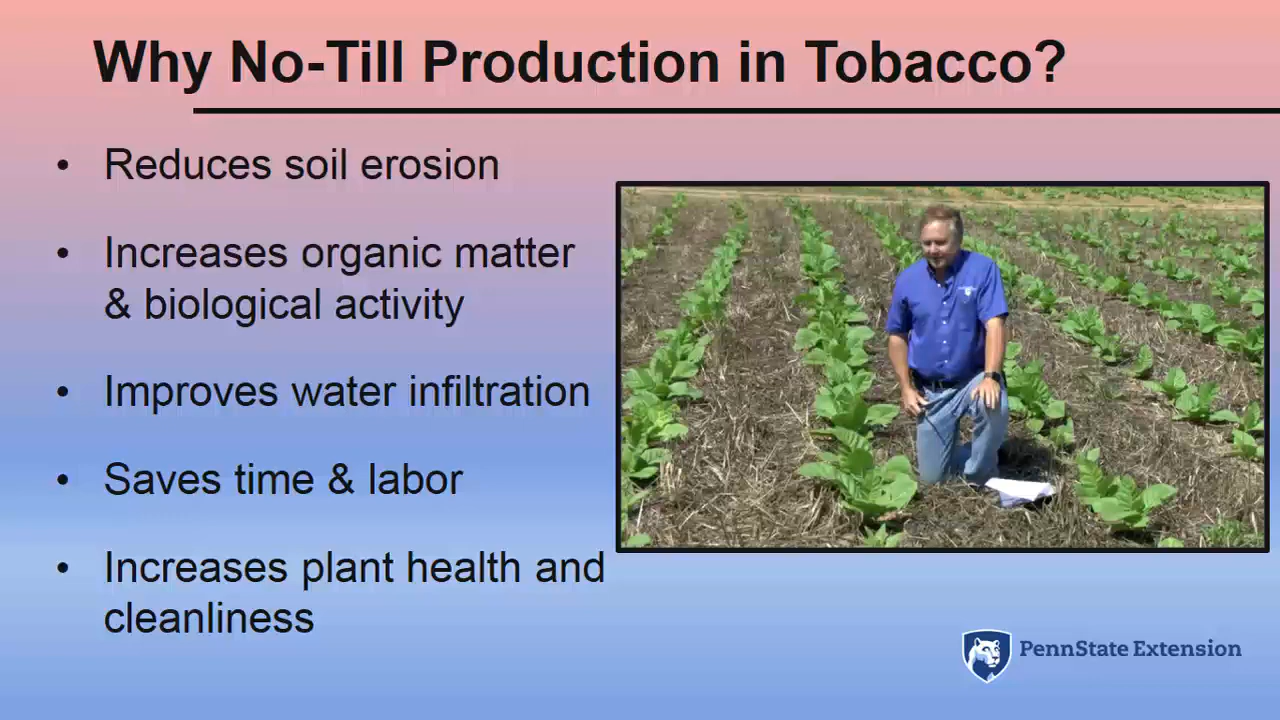 Why No-Till Production in Tobacco?
• Reduces soil erosion
• Increases organic matter
& biological activity
• Improves water infiltration
• Saves time & labor
• Increases plant health and
cleanliness
PennState Extension